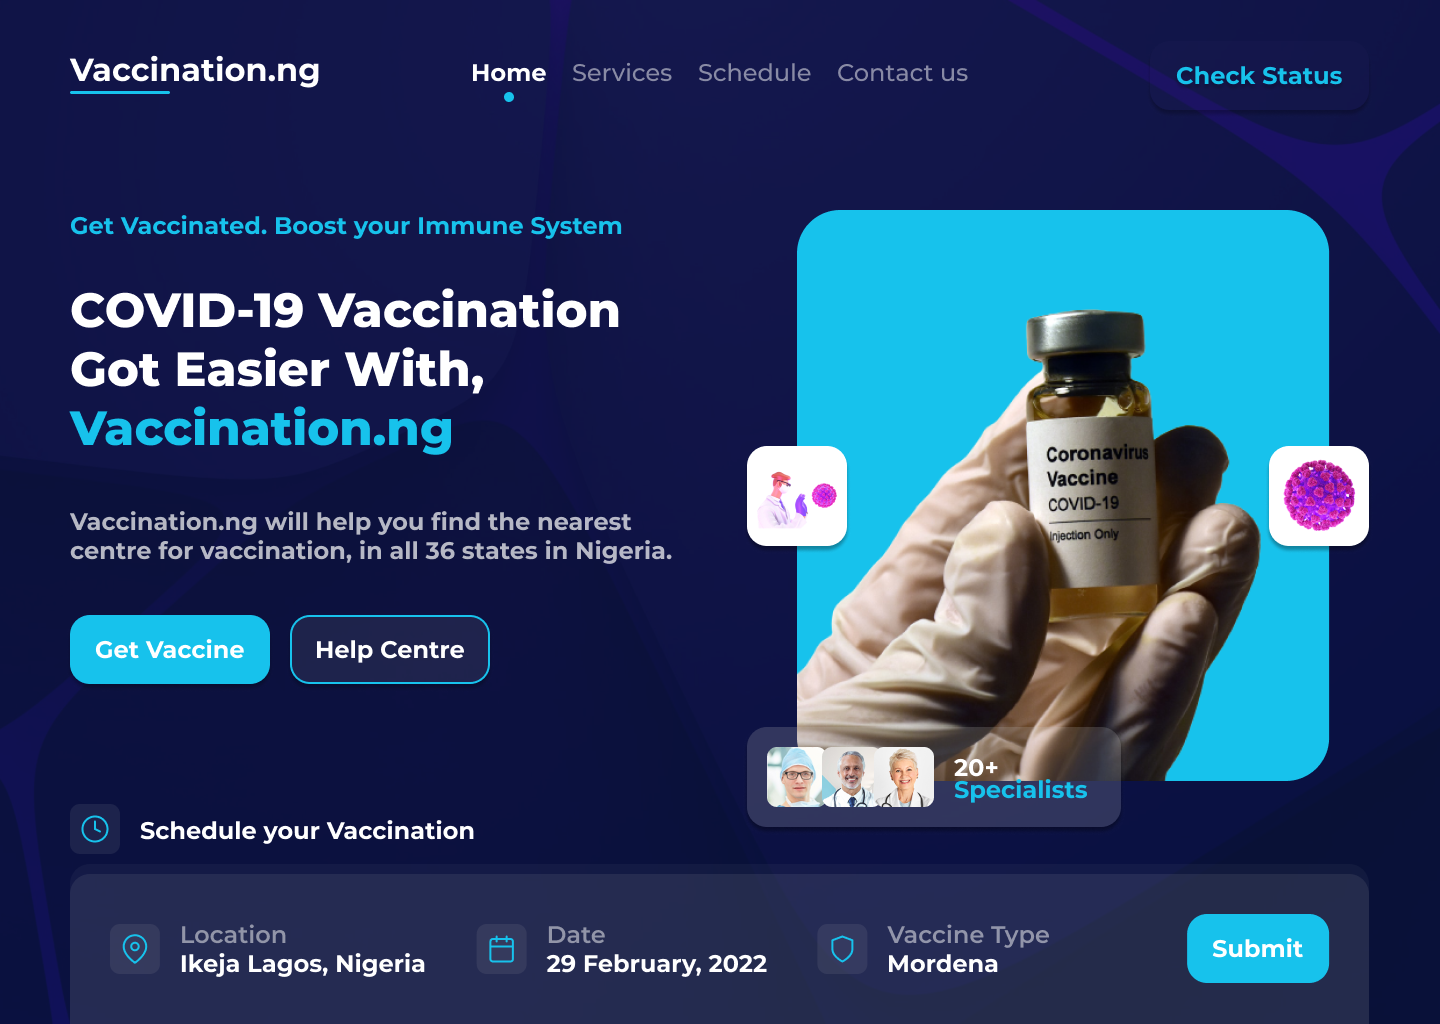 Vaccination.ng
Home Services Schedule Contact us
Check Status
Get Vaccinated. Boost your Immune System
COVID-19 Vaccination
Got Easier With,
Vaccination.ng
Vaccination.ng will help you find the nearest
centre for vaccination, in all 36 states in Nigeria.
Get Vaccine
Help Centre
Coronavirus
Vaccine
COVID-19
Injection Only
20+
Specialists
Schedule your Vaccination
Location
Ikeja Lagos, Nigeria
Date
29 February, 2022
Vaccine Type
Mordena
Submit